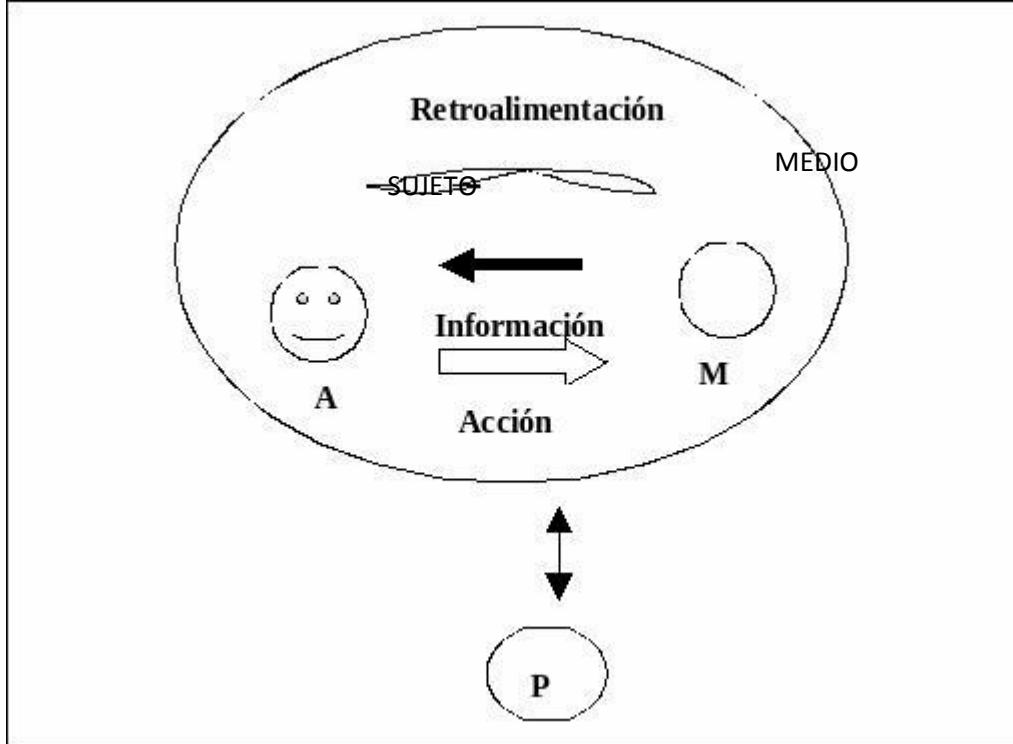 Retroalimentación
MEDIO
SUJETO
Información
M
A
Acción
P